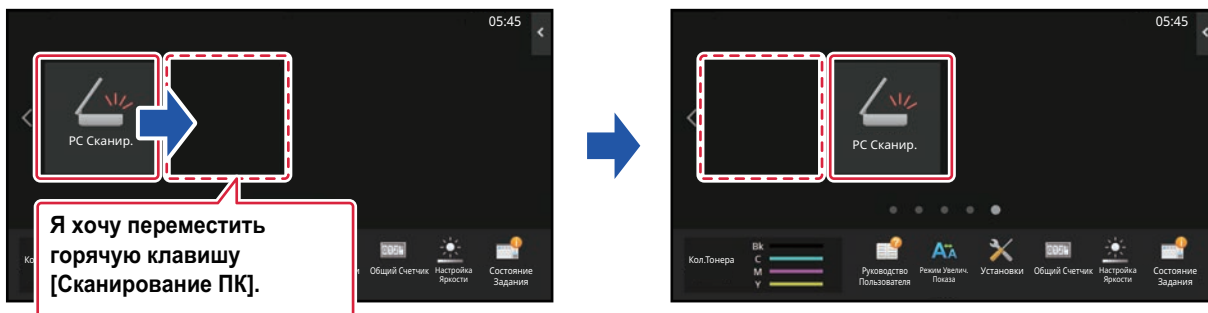 05:45
PC Сканир.
Я хочу переместить
горячую клавишу
[Сканирование ПК].
Общий Счетчик
Настройка
Яркости
Состояние
Задания
05:45
PC Сканир.
Кол.Тонера
Bk
C
M
Y
Руководство
Пользователя
Режим Увелич.
Показа
Установки
Общий Счетчик
Настройка
Яркости
Состояние
Задания